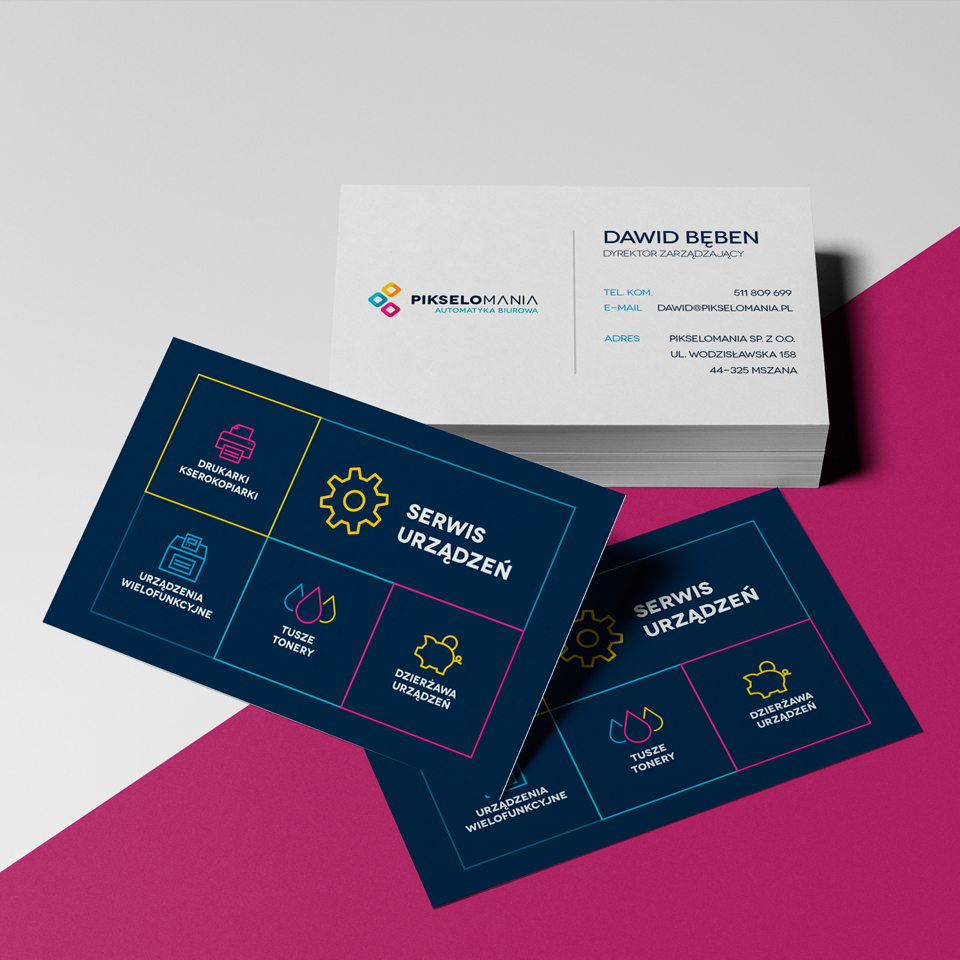 PIKSELOMANIA
AUTOMATYKA BIUROWA
DAWID BĘBEN
DYREKTOR ZARZĄDZAJĄCY
TEL. KOM. 511 809 699
E-MAIL DAWID@PIKSELOMANIA.PL
ADRES PIKSELOMANIA SP. Z O.O.
UL. WODZISŁAWSKA 158
44-325 MSZANA
DRUKARKI
KSEROKOPIARKI
SERWIS
URZĄDZEŃ
URZĄDZENIA
WIELOFUNKCYJNE
TUSZE
TONERY
DZIERŻAWA
URZĄDZEŃ
SERWIS
URZĄDZEŃ
URZĄDZENIA
WIELOFUNKCYJNE
TUSZE
TONERY
DZIERŻAWA
URZĄDZEŃ